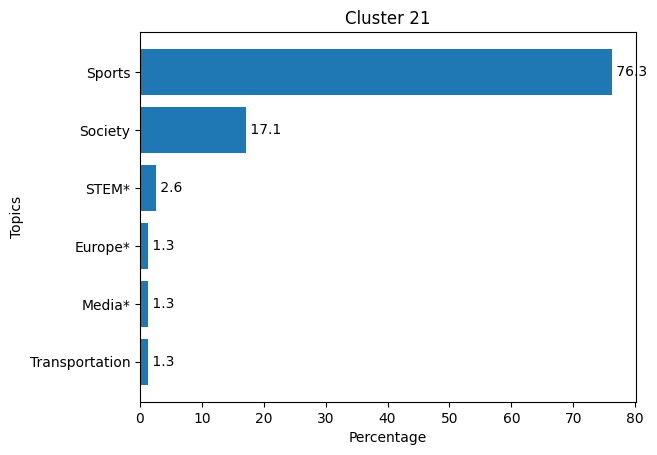 Cluster 21
Topics
Sports 76.3
Society 17.1
STEM* 2.6
Europe* 1.3
Media* 1.3
Transportation 1.3
0 10 20 30 40 50 60 70 80
Percentage